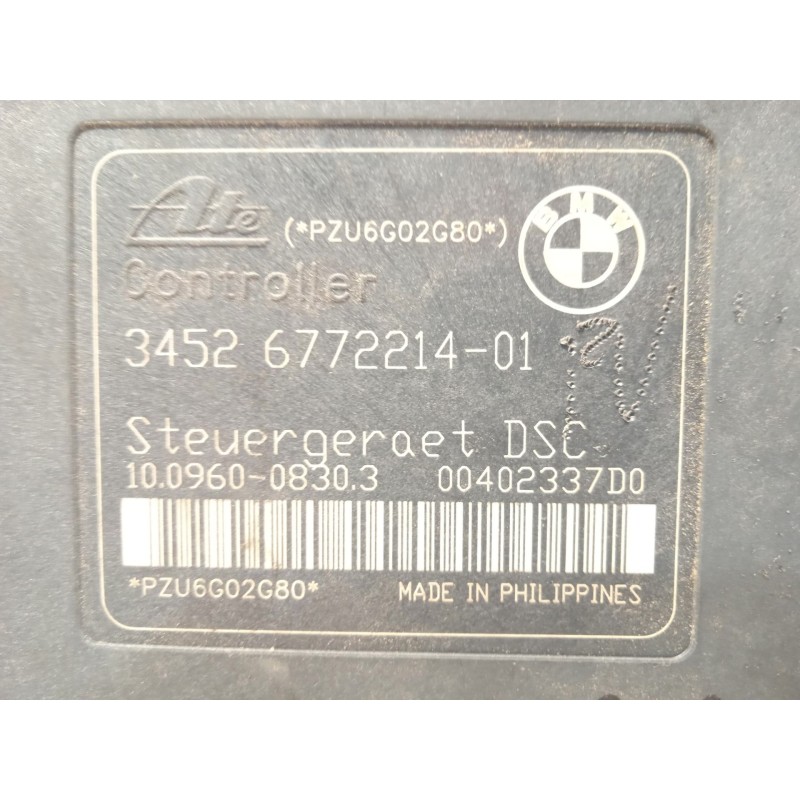 Ate (*PZU6G02G80*)
BMW
Controller
3452 6772214-01
Steuergeraet DSC
10.0960-0830.3 00402337D0
*PZU6G02G80* MADE IN PHILIPPINES